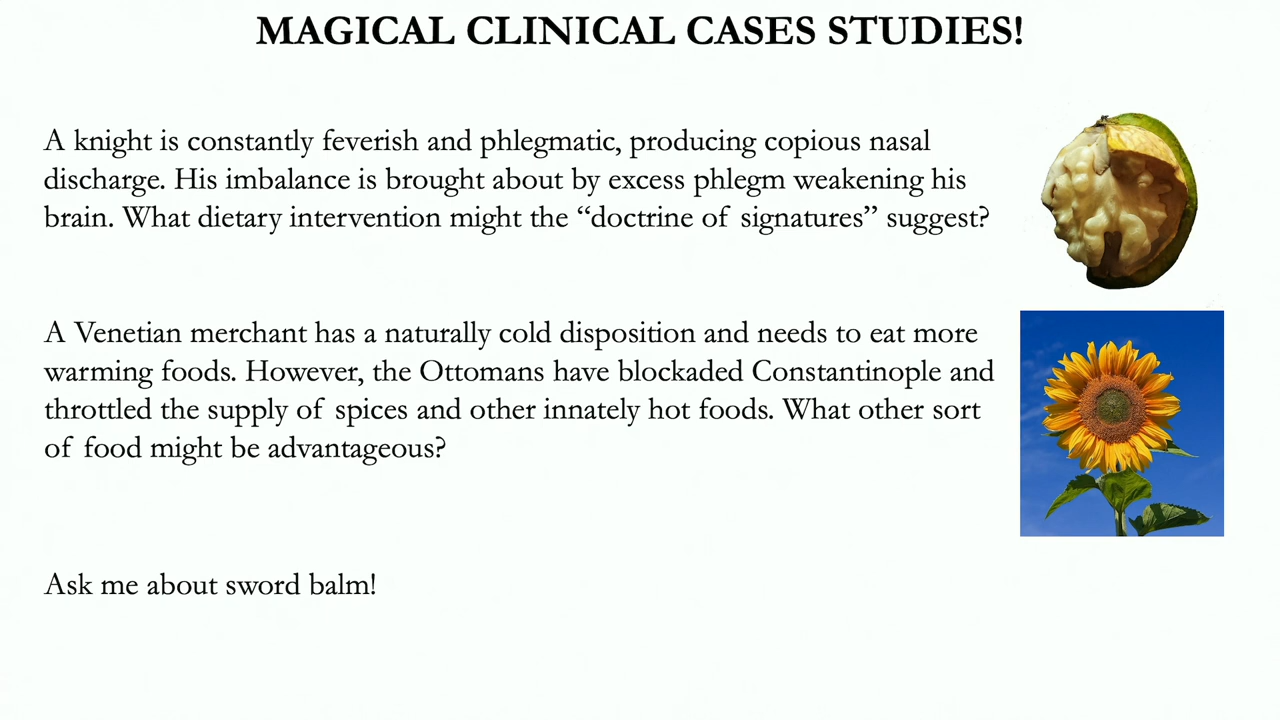 MAGICAL CLINICAL CASES STUDIES!
A knight is constantly feverish and phlegmatic, producing copious nasal
discharge. His imbalance is brought about by excess phlegm weakening his
brain. What dietary intervention might the “doctrine of signatures” suggest?
A Venetian merchant has a naturally cold disposition and needs to eat more
warming foods. However, the Ottomans have blockaded Constantinople and
throttled the supply of spices and other innately hot foods. What other sort
of food might be advantageous?
Ask me about sword balm!